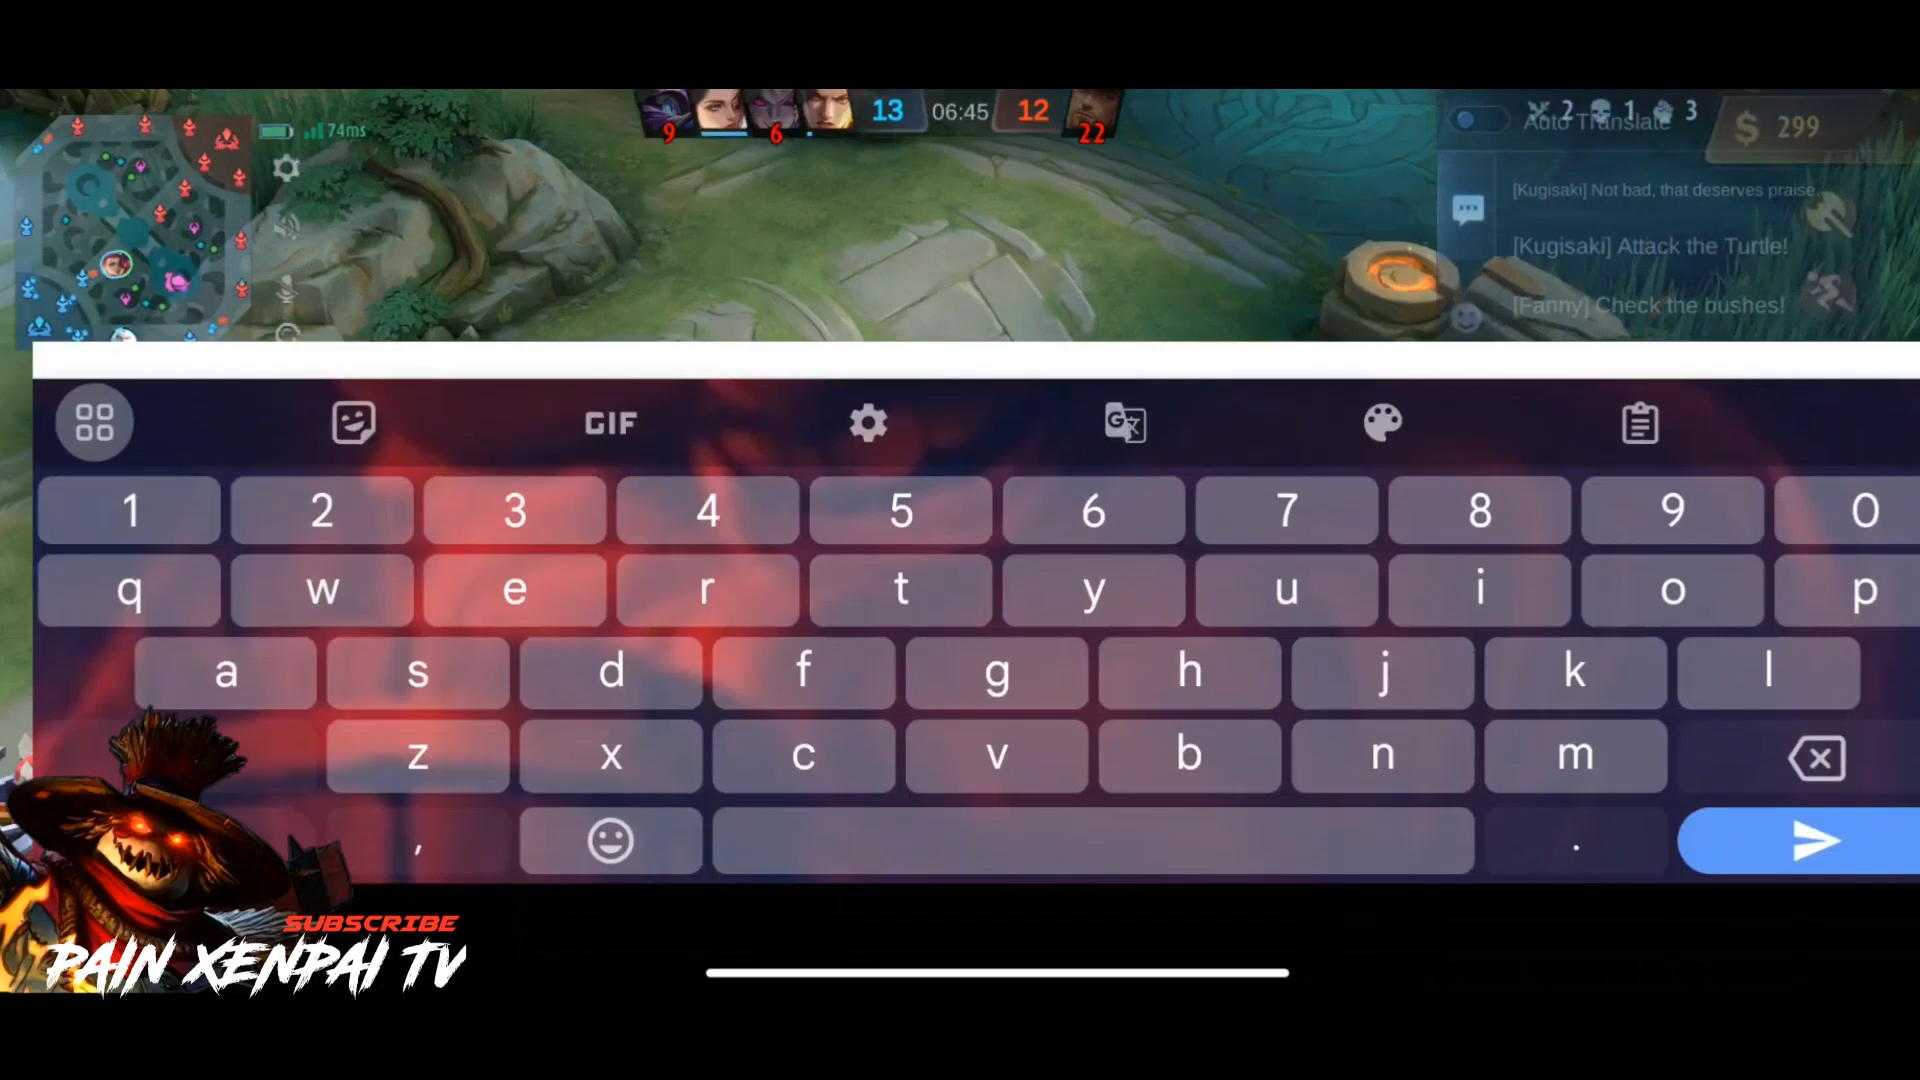 74ms
9
6
13
06:45
12
22
2
1
3
299
Auto Translate
[Kugisaki] Not bad, that deserves praise.
[Kugisaki] Attack the Turtle!
[Fanny] Check the bushes!
GIF
1 2 3 4 5 6 7 8 9 0
q w e r t y u i o p
a s d f g h j k l
z x c v b n m
, .
SUBSCRIBE
PAIN XENPAI TV